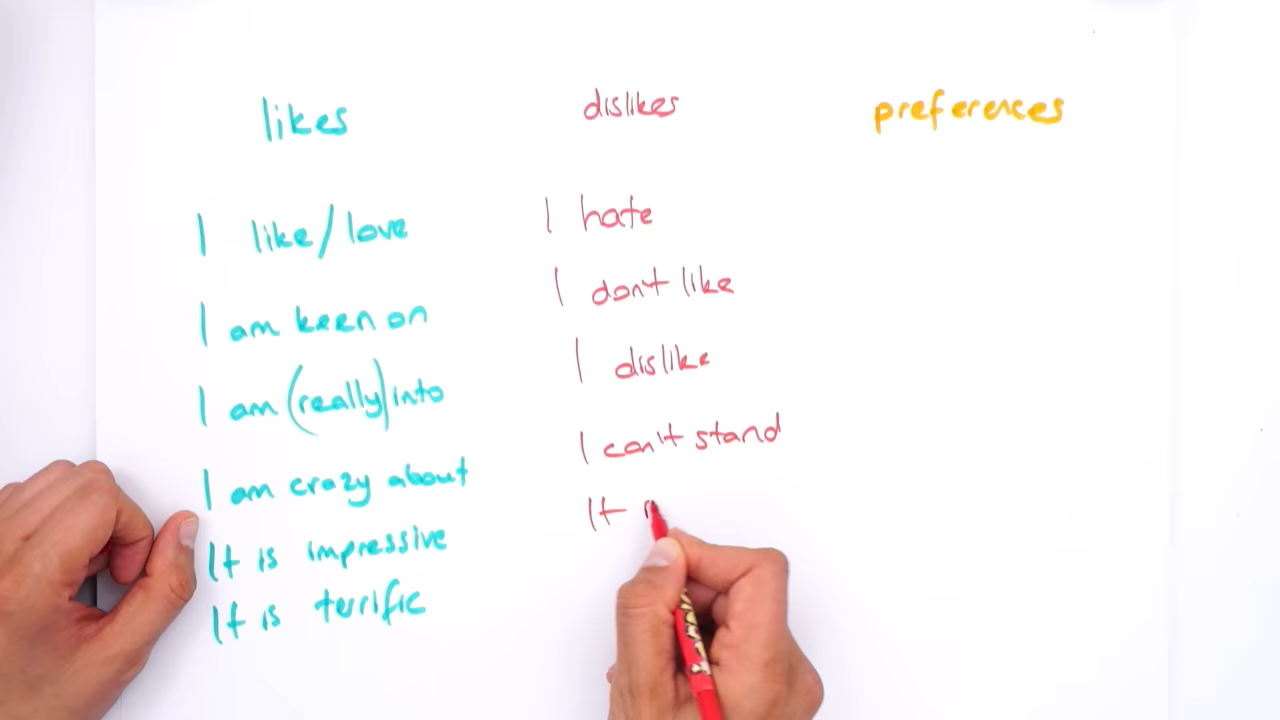 likes
I like/love
I am keen on
I am (really) into
I am crazy about
It is impressive
It is terrific
dislikes
I hate
I don't like
I dislike
I can't stand
It
preferences